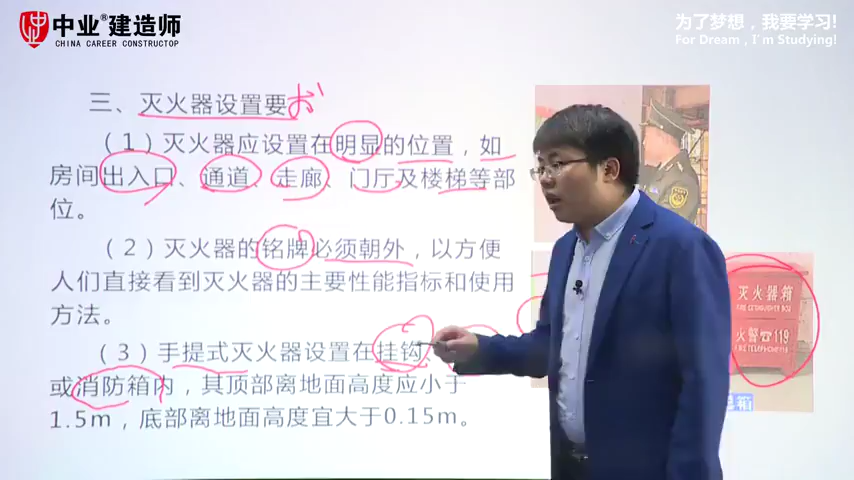 中业®建造师
CHINA CAREER CONSTRUCTOP
为了梦想，我要学习!
For Dream , I`m Studying!
三、灭火器设置要
（1）灭火器应设置在明显的位置，如
房间出入口、通道、走廊、门厅及楼梯等部
位。
（2）灭火器的铭牌必须朝外，以方便
人们直接看到灭火器的主要性能指标和使用
方法。
（3）手提式灭火器设置在挂钩、
或消防箱内，其顶部离地面高度应小于
1.5m，底部离地面高度宜大于0.15m。
灭火器箱
FIRE EXTINGUISHER BOX
火警☎119
FIRE TELEPHONE119